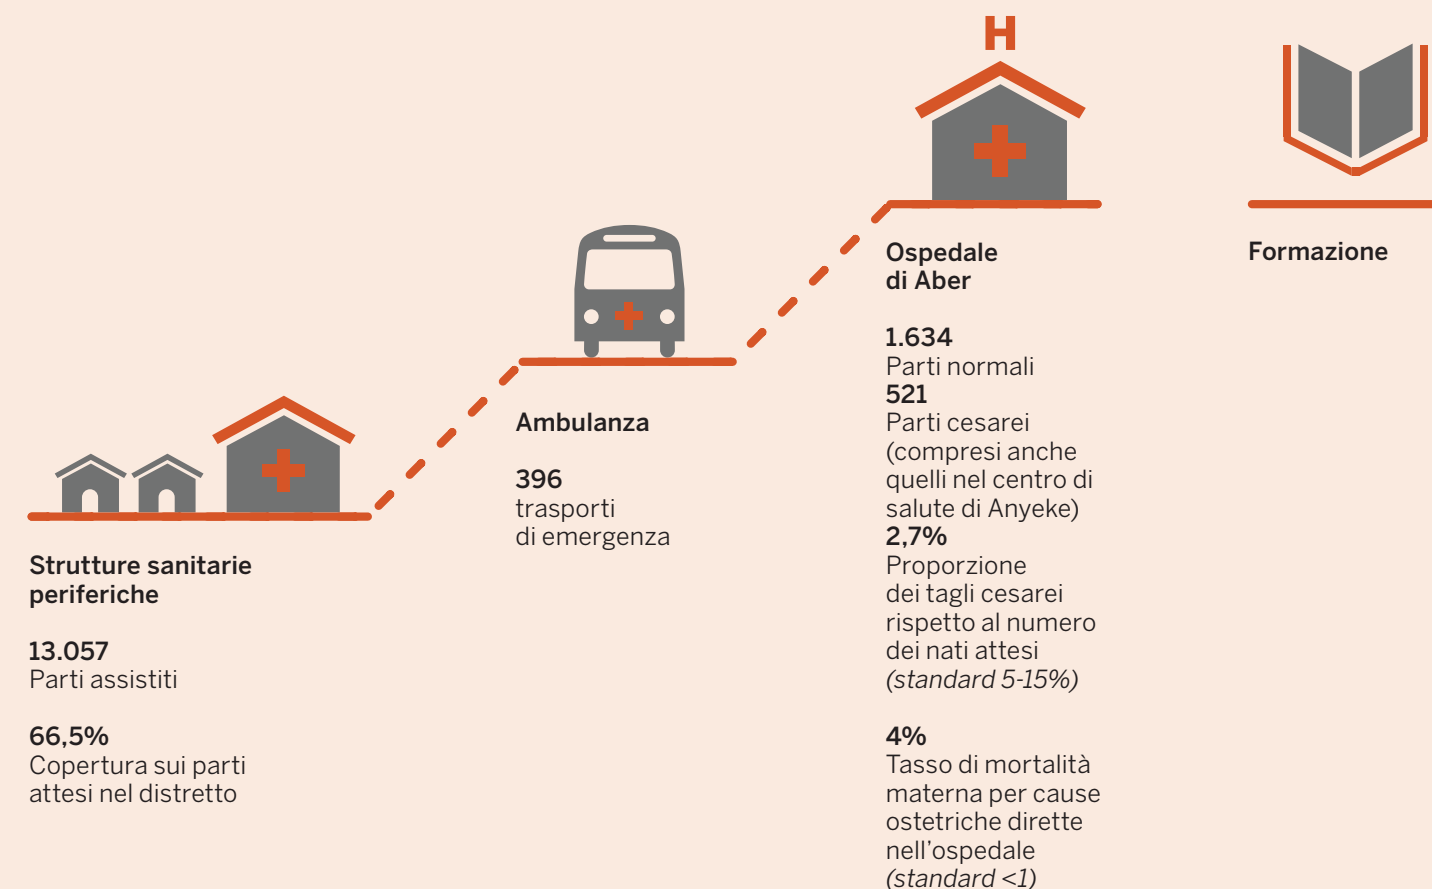 H
Strutture sanitarie
periferiche
13.057
Parti assistiti
66,5%
Copertura sui parti
attesi nel distretto
Ambulanza
396
trasporti
di emergenza
Ospedale
di Aber
1.634
Parti normali
521
Parti cesarei
(compresi anche
quelli nel centro di
salute di Anyeke)
2,7%
Proporzione
dei tagli cesarei
rispetto al numero
dei nati attesi
(standard 5-15%)
4%
Tasso di mortalità
materna per cause
ostetriche dirette
nell’ospedale
(standard <1)
Formazione